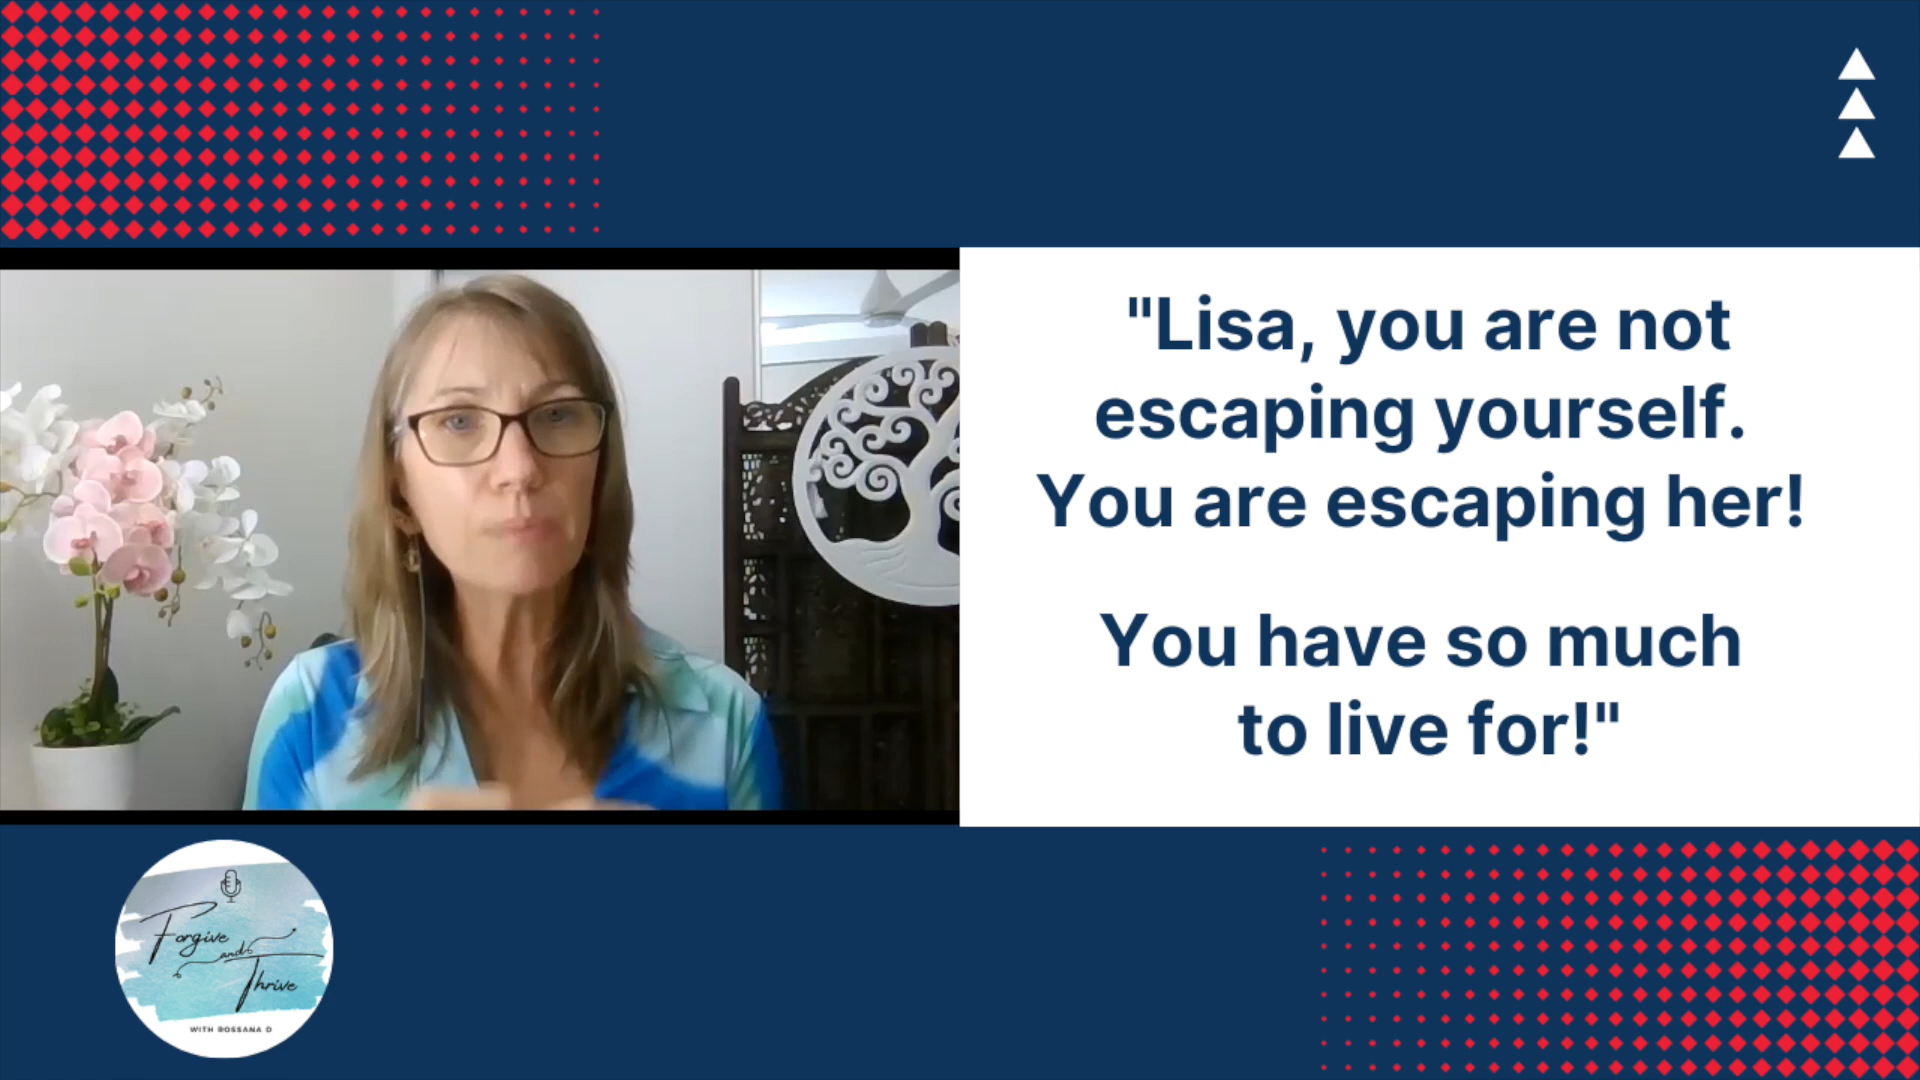 "Lisa, you are not
escaping yourself.
You are escaping her!
You have so much
to live for!"
Forgive
and
Thrive
WITH ROSSANA D